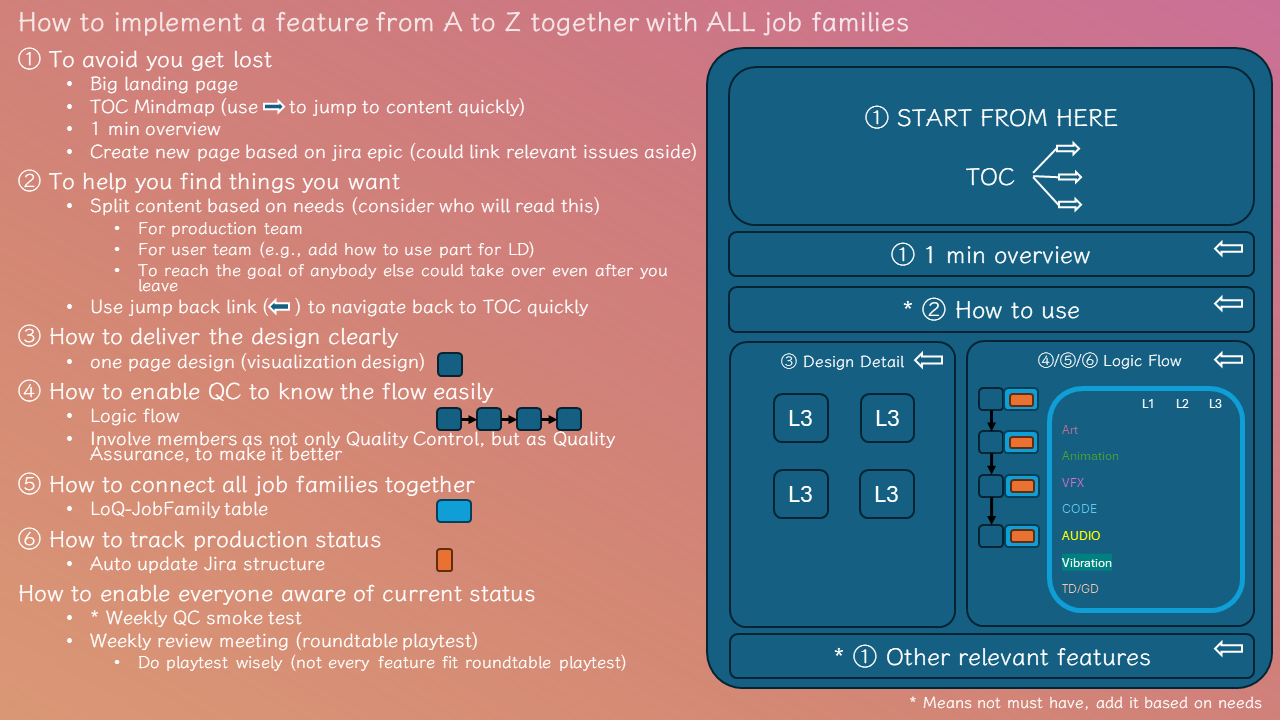 How to implement a feature from A to Z together with ALL job families
① To avoid you get lost
• Big landing page
• TOC Mindmap (use ➡ to jump to content quickly)
• 1 min overview
• Create new page based on jira epic (could link relevant issues aside)
② To help you find things you want
• Split content based on needs (consider who will read this)
• For production team
• For user team (e.g., add how to use part for LD)
• To reach the goal of anybody else could take over even after you
leave
• Use jump back link (⬅) to navigate back to TOC quickly
③ How to deliver the design clearly
• one page design (visualization design)
④ How to enable QC to know the flow easily
• Logic flow
• Involve members as not only Quality Control, but as Quality
Assurance, to make it better
⑤ How to connect all job families together
• LoQ-JobFamily table
⑥ How to track production status
• Auto update Jira structure
How to enable everyone aware of current status
• * Weekly QC smoke test
• Weekly review meeting (roundtable playtest)
• Do playtest wisely (not every feature fit roundtable playtest)
① START FROM HERE
TOC
① 1 min overview
* ② How to use
③ Design Detail
L3 L3
L3 L3
④/⑤/⑥ Logic Flow
L1 L2 L3
Art
Animation
VFX
CODE
AUDIO
Vibration
TD/GD
* ① Other relevant features
* Means not must have, add it based on needs